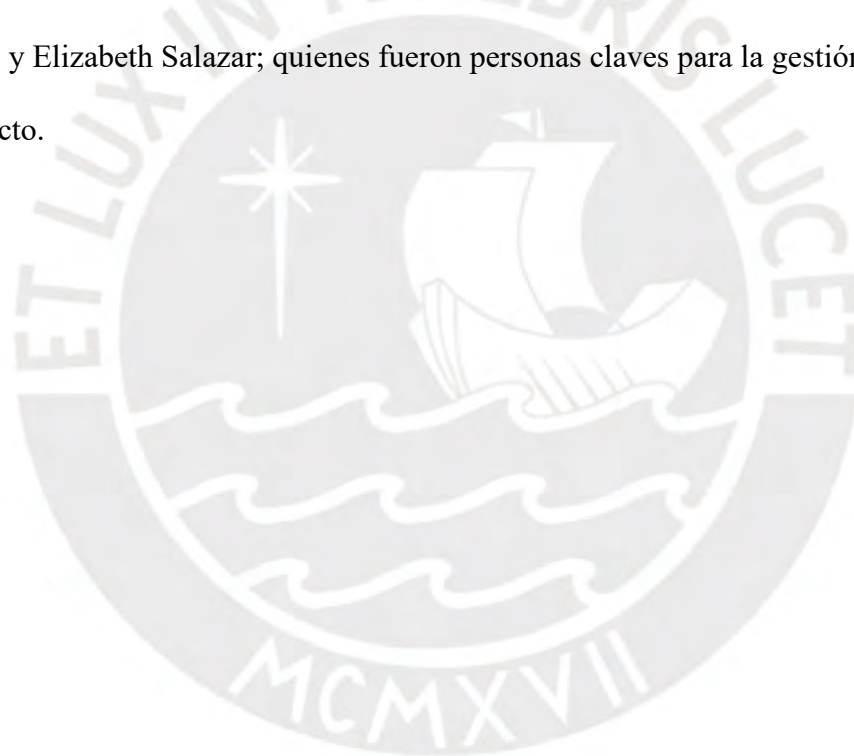 y Elizabeth Salazar; quienes fueron personas claves para la gestión
cto.
ET LUX IN TENEBRIS LUCET
MCMXVII